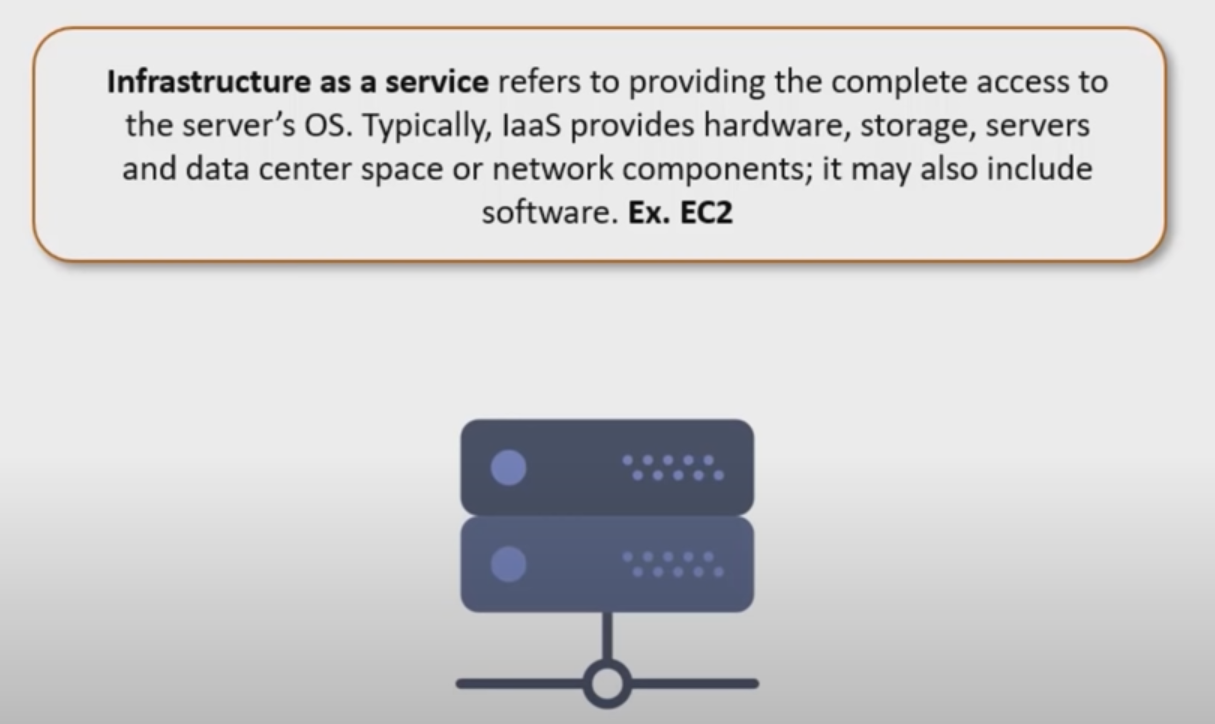 Infrastructure as a service refers to providing the complete access to
the server’s OS. Typically, IaaS provides hardware, storage, servers
and data center space or network components; it may also include
software. Ex. EC2